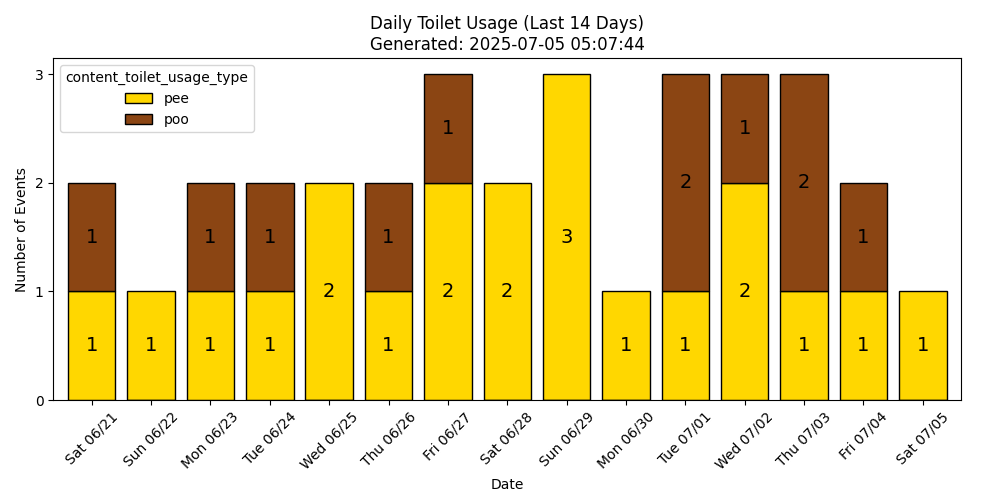 Daily Toilet Usage (Last 14 Days)
Generated: 2025-07-05 05:07:44
content_toilet_usage_type
pee
poo
Number of Events
3
2
1
0
1 1 1 1 1 2 1 1
1 1 1 1 1 2 1 2 2 3 1 1 2 1 1 1
Sat 06/21 Sun 06/22 Mon 06/23 Tue 06/24 Wed 06/25 Thu 06/26 Fri 06/27 Sat 06/28 Sun 06/29 Mon 06/30 Tue 07/01 Wed 07/02 Thu 07/03 Fri 07/04 Sat 07/05
Date